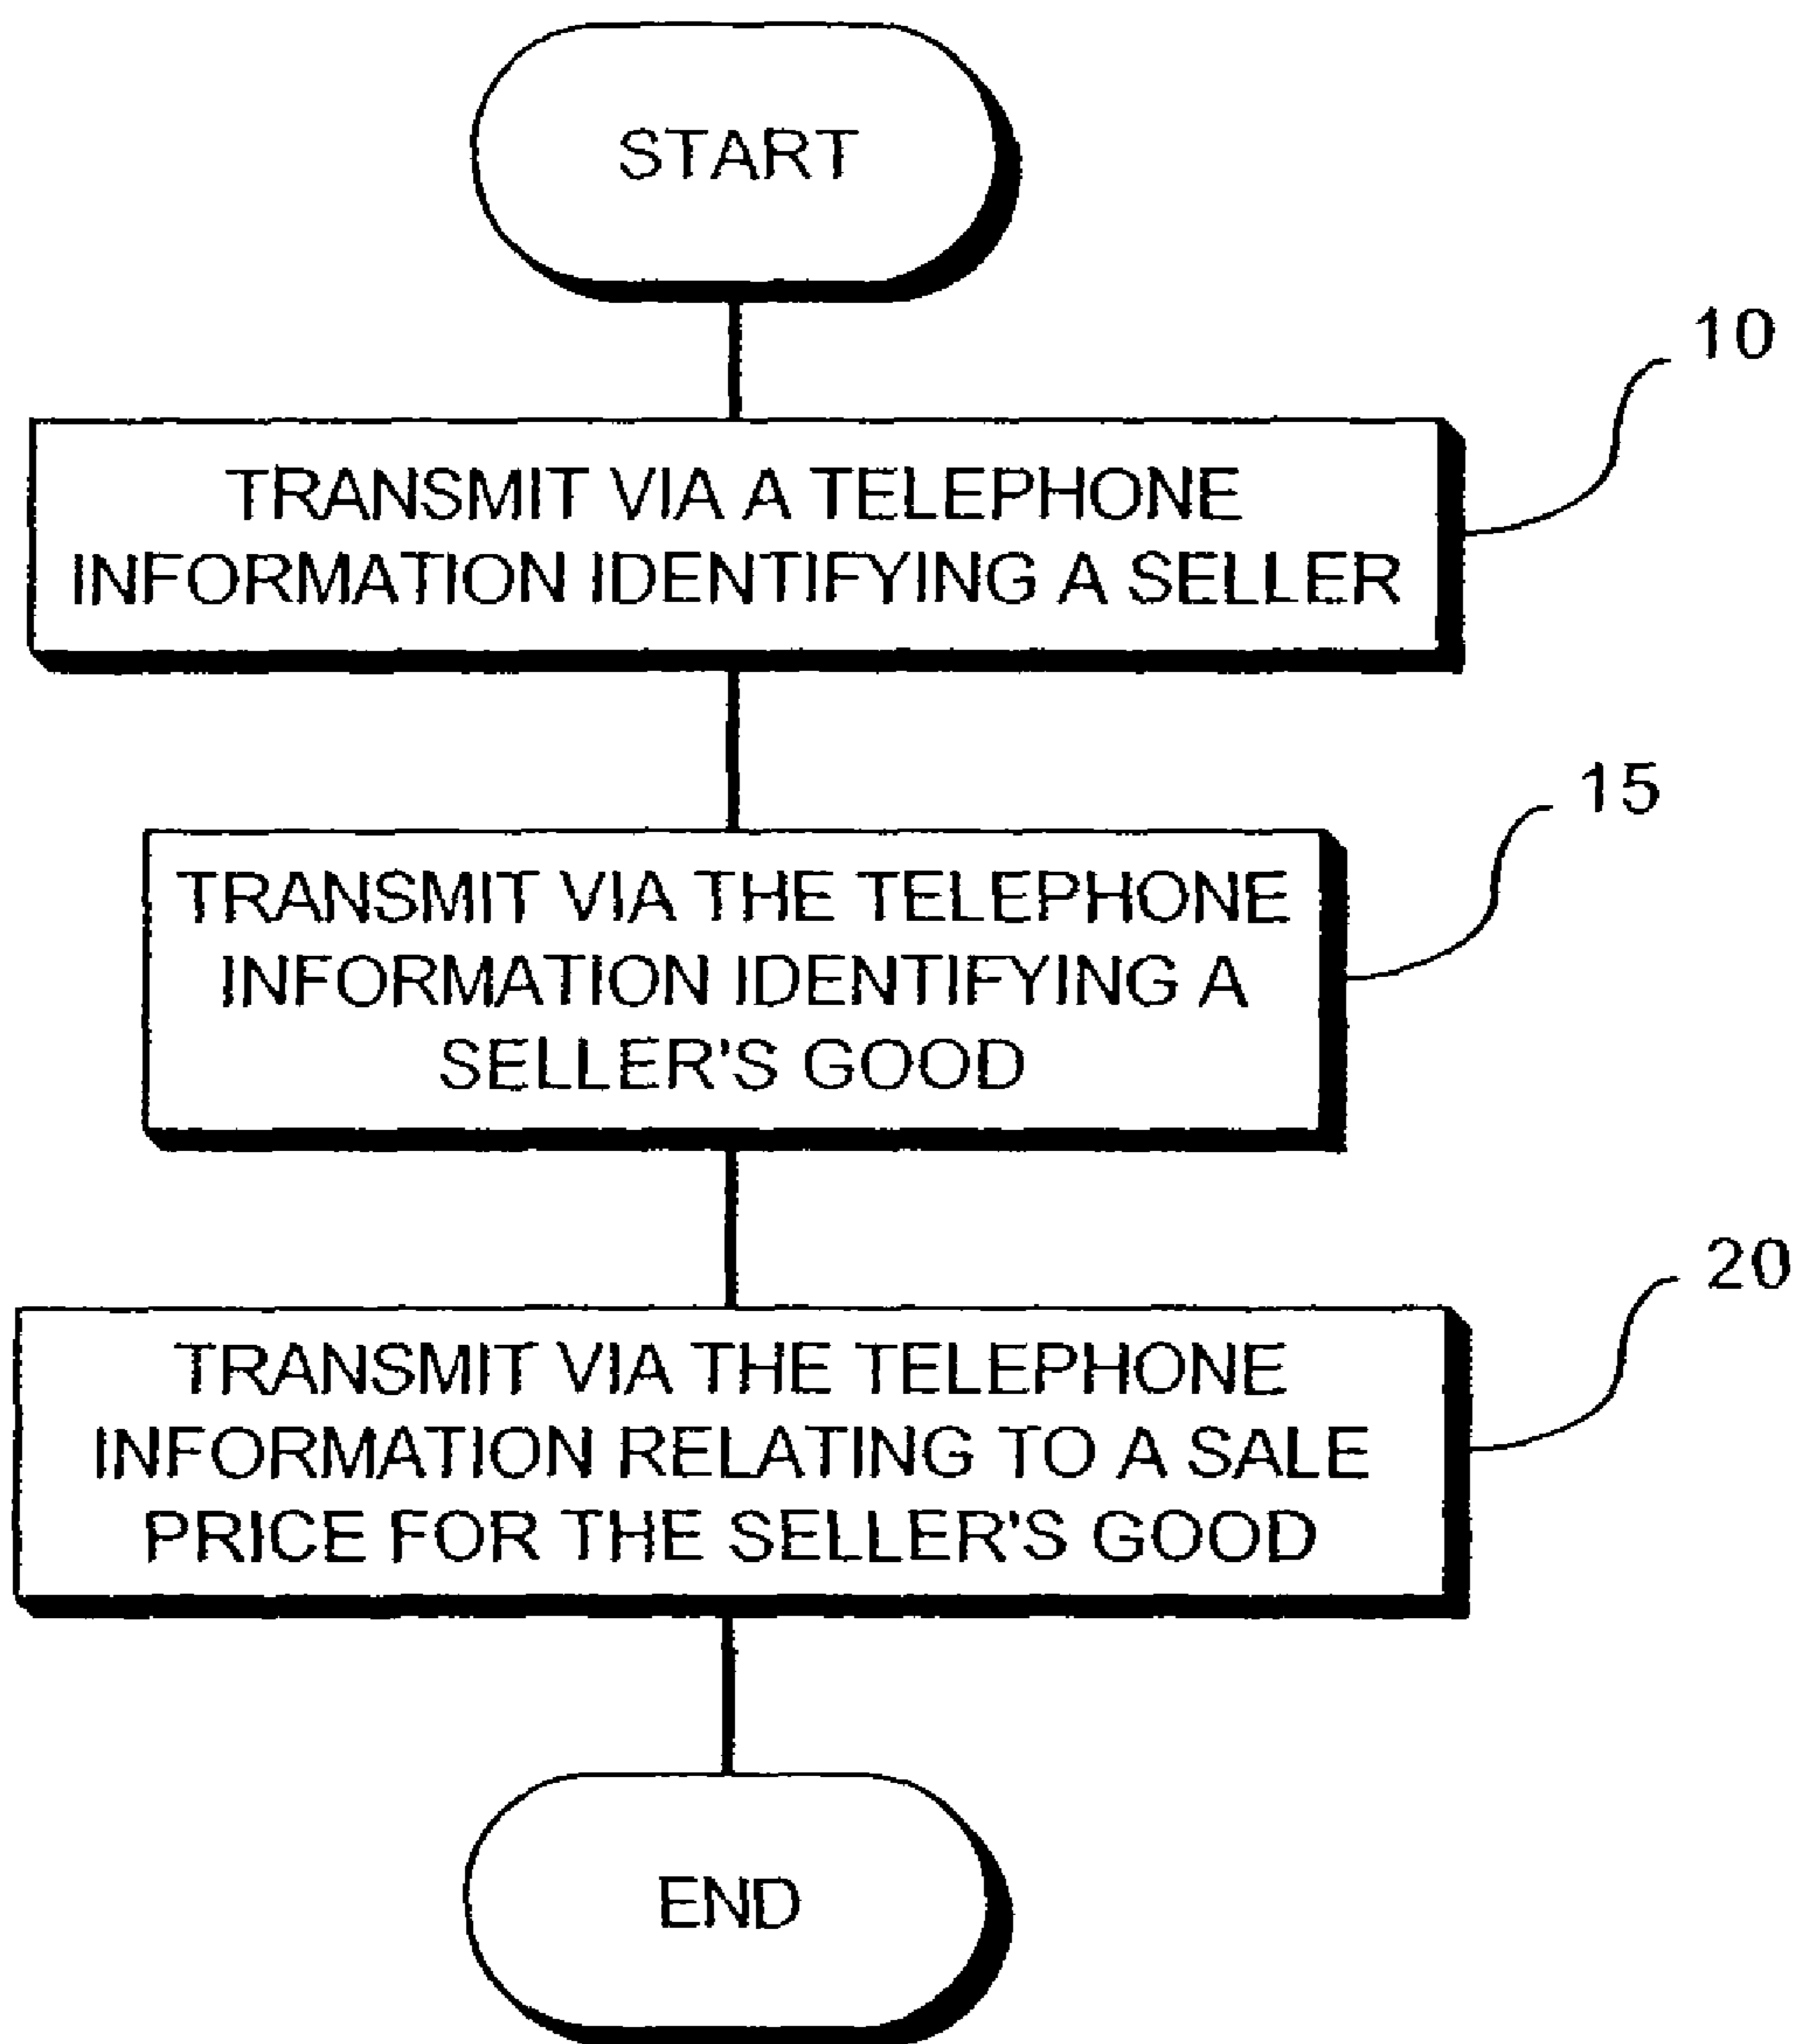 START
10
TRANSMIT VIA A TELEPHONE
INFORMATION IDENTIFYING A SELLER
15
TRANSMIT VIA THE TELEPHONE
INFORMATION IDENTIFYING A
SELLER'S GOOD
20
TRANSMIT VIA THE TELEPHONE
INFORMATION RELATING TO A SALE
PRICE FOR THE SELLER'S GOOD
END